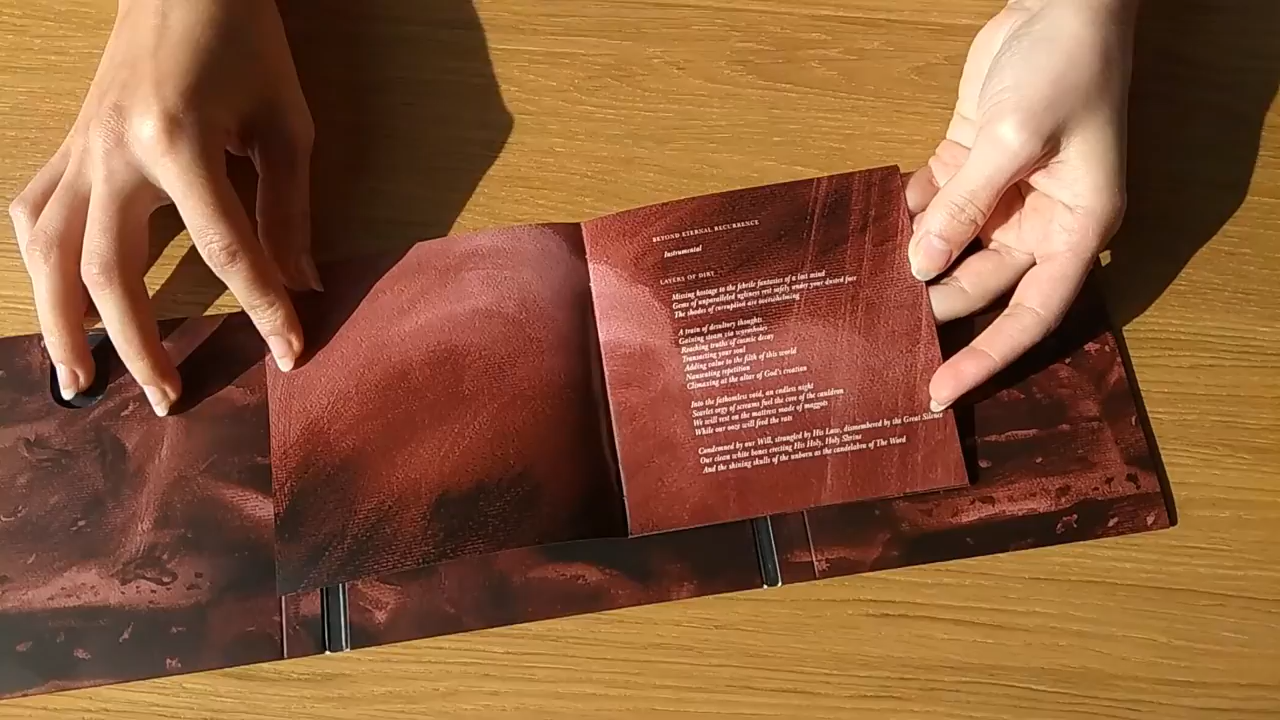 BEYOND ETERNAL RECURRENCE
Instrumental
LAYERS OF DIRT
Missing hostage to the febrile fantasies of a lost mind
Gems of unparalleled ugliness rest safely under your dusted face
The shades of corruption are overwhelming
A train of desultory thoughts
Gaining steam via wormholes
Reaching truths of cosmic decay
Transecting your soul
Adding value to the filth of this world
Nauseating repetition
Climaxing at the altar of God's creation
Into the fathomless void, an endless night
Scarlet orgy of screams fuel the core of the cauldren
We will rest on the mattress made of maggots
While our ooze will feed the rats
Condemned by our Will, strangled by His Law, dismembered by the Great Silence
Our clean white bones erecting His Holy, Holy Shrine
And the shining skulls of the unborn as the candelabra of The Word